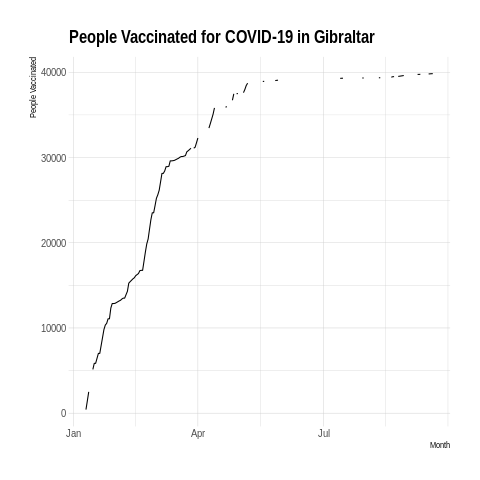 People Vaccinated for COVID-19 in Gibraltar
People Vaccinated
40000
30000
20000
10000
0
Jan
Apr
Jul
Month